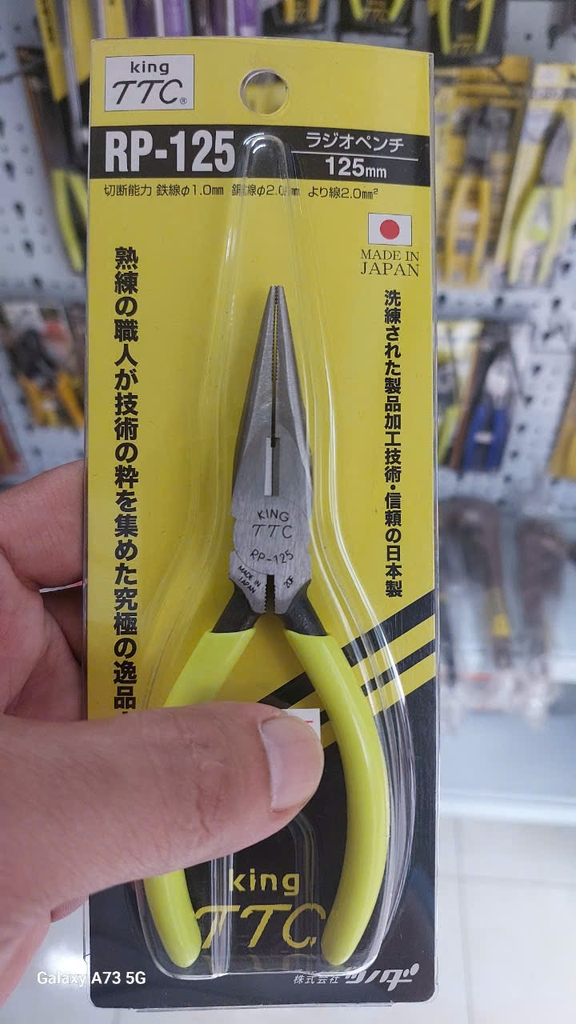 king
TTC®
RP-125
ラジオペンチ
125mm
切断能力 鉄線φ1.0mm 銅線φ2.0mm より線2.0mm²
MADE IN
JAPAN
熟練の職人が技術の粋を集めた究極の逸品
洗練された製品加工技術・信頼の日本製
KING
TTC
RP-125
MADE IN
JAPAN
20F
king
TTC
株式会社 ツノダ
Galaxy A73 5G